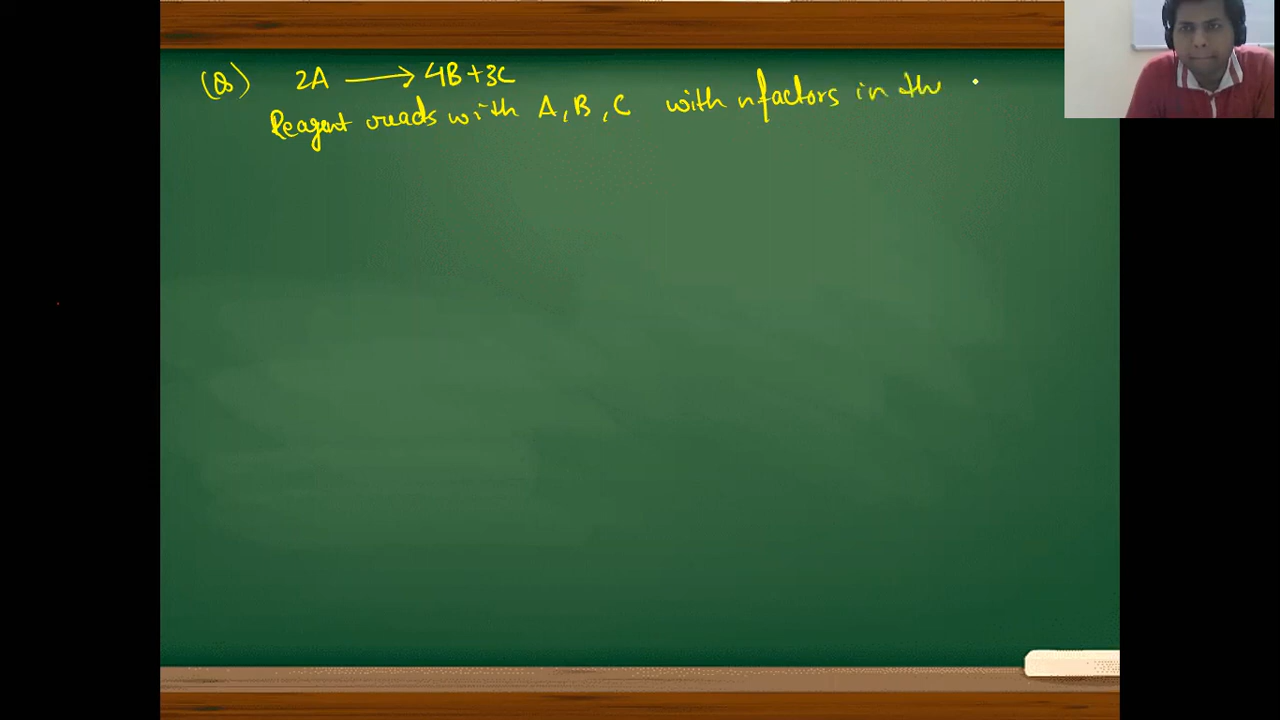 (Q) 2A ⟶ 4B+3C
Reagent reacts with A, B, C with nfactors in the